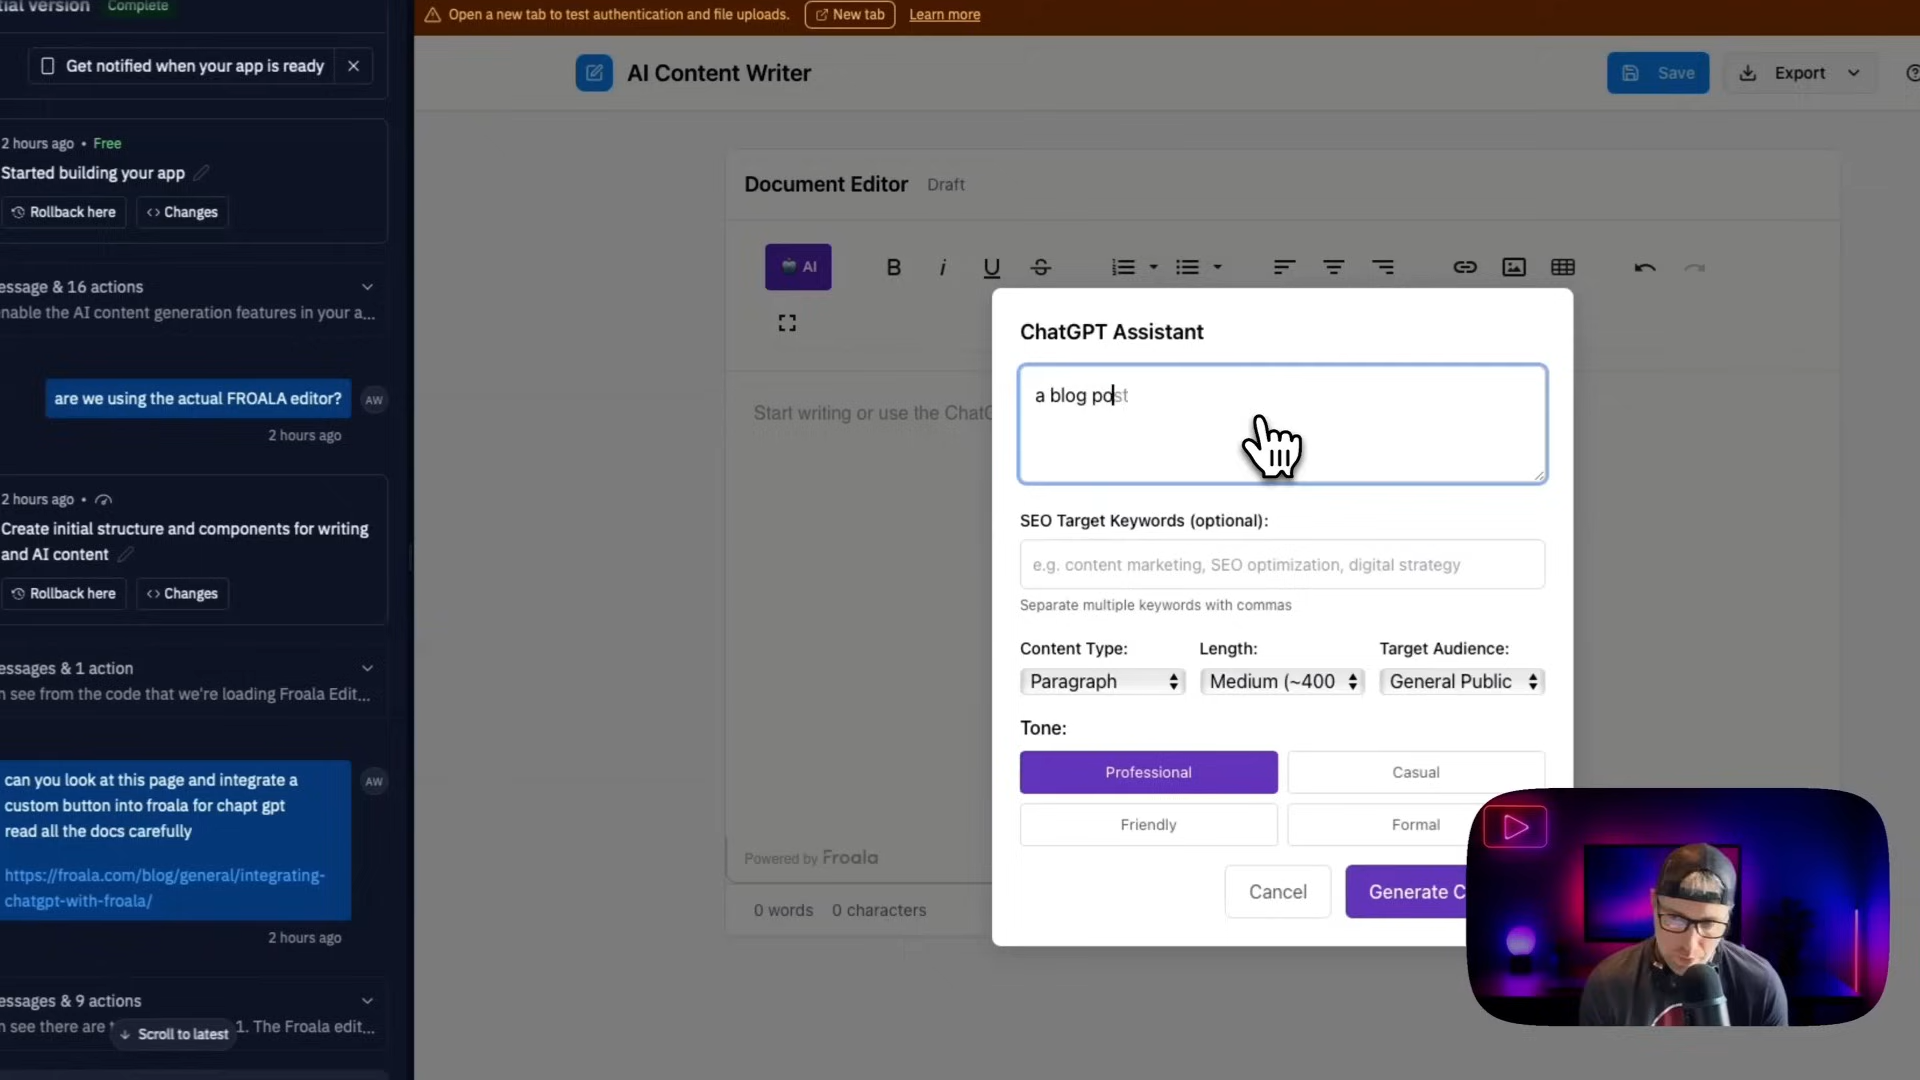 itial version Complete
Get notified when your app is ready
2 hours ago • Free
Started building your app
Rollback here
Changes
essage & 16 actions
nable the AI content generation features in your a...
are we using the actual FROALA editor?
AW
2 hours ago
2 hours ago •
Create initial structure and components for writing
and AI content
Rollback here
Changes
essages & 1 action
n see from the code that we're loading Froala Edit...
can you look at this page and integrate a
custom button into froala for chapt gpt
read all the docs carefully
https://froala.com/blog/general/integrating-
chatgpt-with-froala/
AW
2 hours ago
essages & 9 actions
n see there are
Scroll to latest
1. The Froala edit...
Open a new tab to test authentication and file uploads.
New tab
Learn more
AI Content Writer
Save
Export
Document Editor Draft
AI
B i U S
Start writing or use the ChatG
Powered by Froala
0 words 0 characters
ChatGPT Assistant
a blog post
SEO Target Keywords (optional):
e.g. content marketing, SEO optimization, digital strategy
Separate multiple keywords with commas
Content Type: Length: Target Audience:
Paragraph Medium (~400 General Public
Tone:
Professional Casual
Friendly Formal
Cancel Generate C